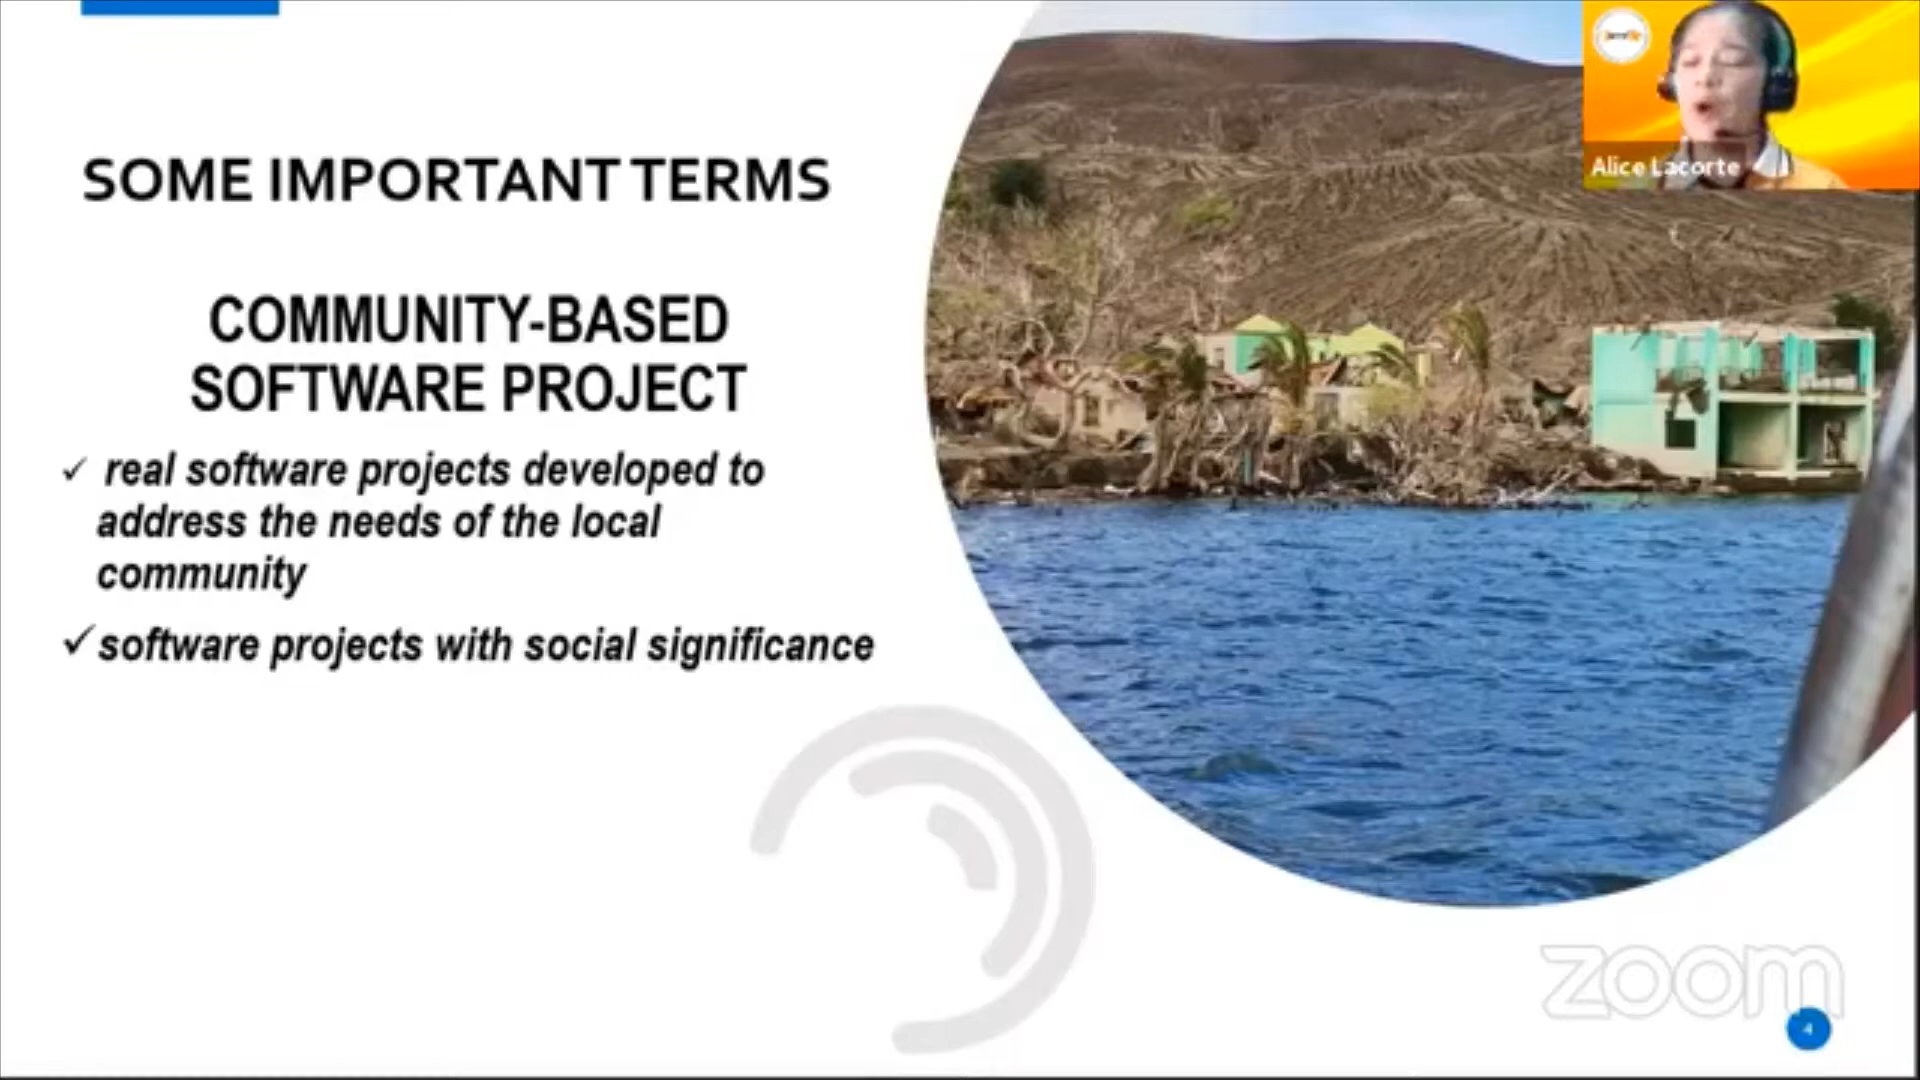 SOME IMPORTANT TERMS
COMMUNITY-BASED
SOFTWARE PROJECT
✓ real software projects developed to
address the needs of the local
community
✓ software projects with social significance
Alice Lacorte
zoom
4